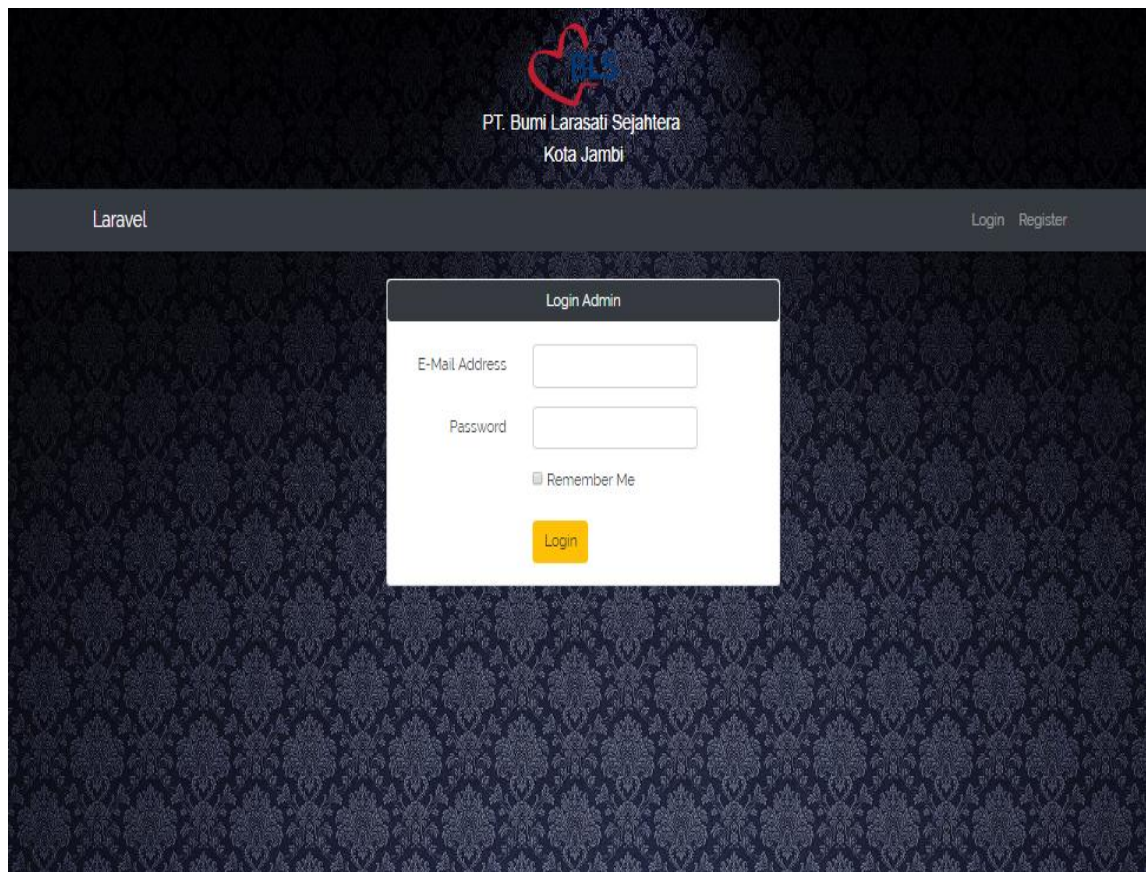 BLS
PT. Bumi Larasati Sejahtera
Kota Jambi
Laravel Login Register
Login Admin
E-Mail Address
Password
Remember Me
Login